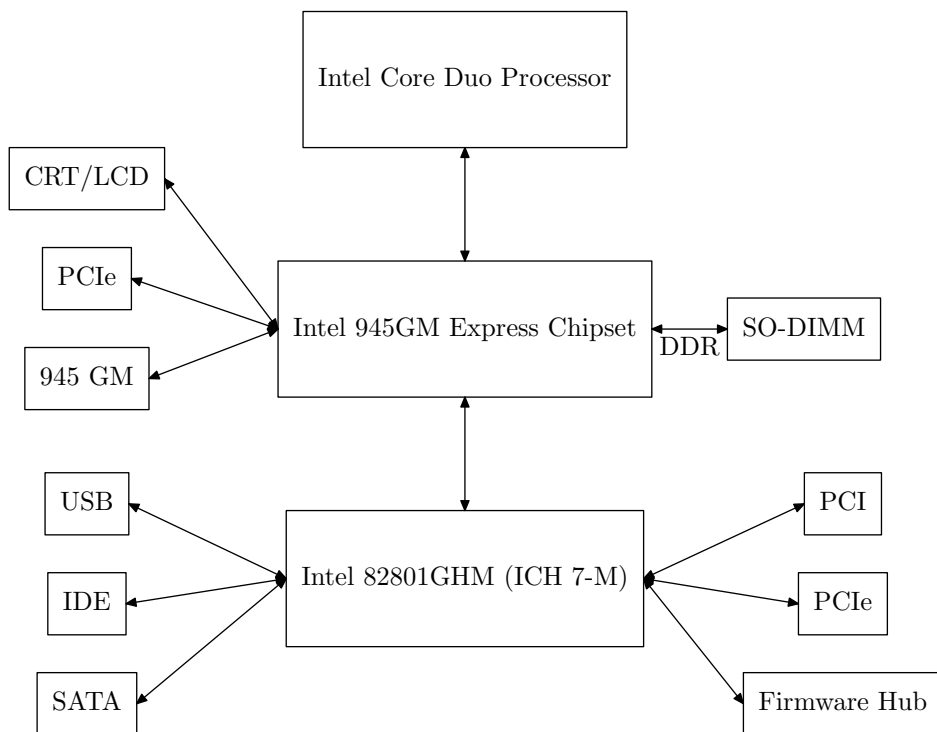 Intel Core Duo Processor
CRT/LCD
PCIe
Intel 945GM Express Chipset
SO-DIMM
DDR
945 GM
USB
PCI
Intel 82801GHM (ICH 7-M)
IDE
PCIe
SATA
Firmware Hub